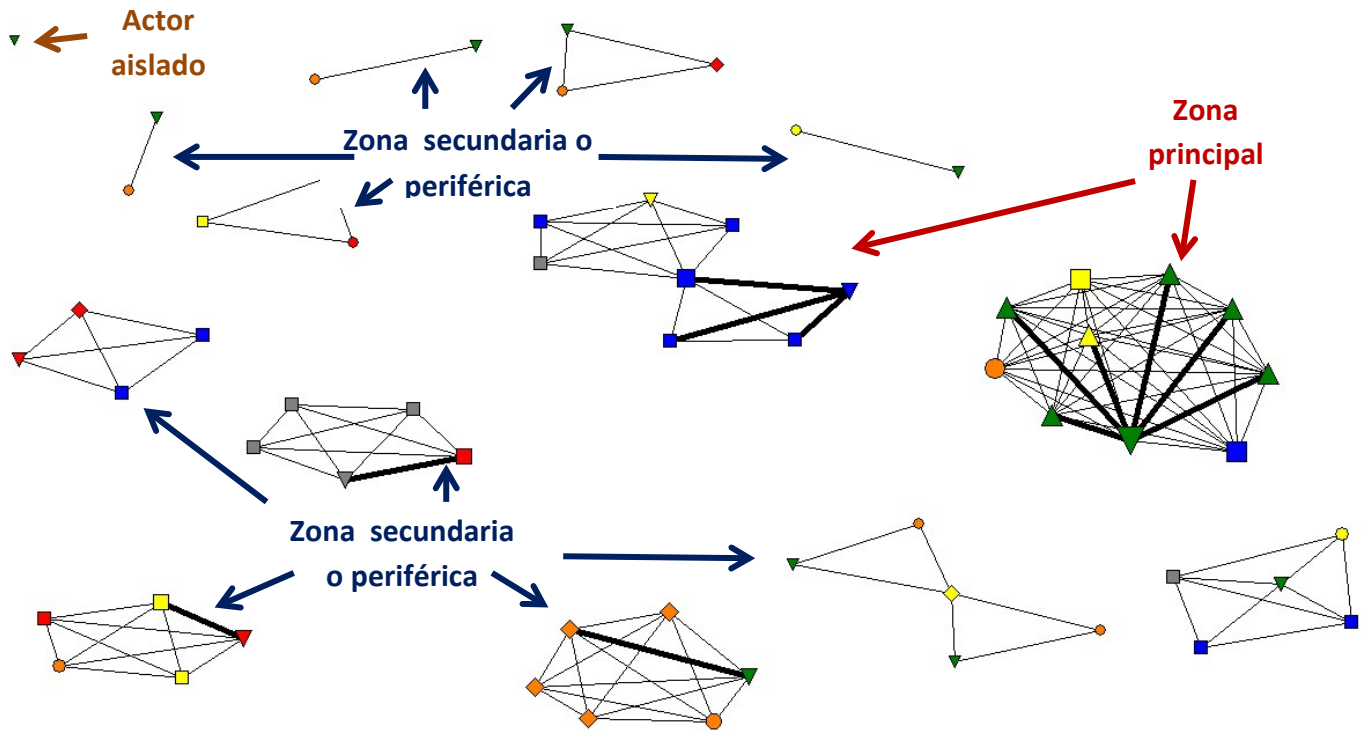 Actor
aislado
Zona secundaria o
periférica
Zona
principal
Zona secundaria
o periférica